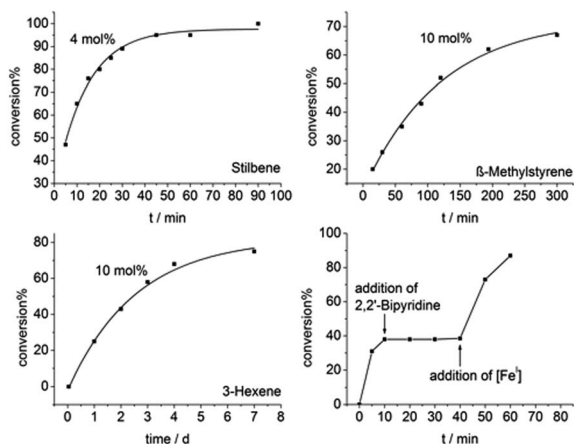 conversion%
100
90
80
70
60
50
40
30
4 mol%
Stilbene
0 10 20 30 40 50 60 70 80 90 100
t / min
conversion%
70
60
50
40
30
20
10 mol%
ß-Methylstyrene
0 50 100 150 200 250 300
t / min
conversion%
80
60
40
20
0
10 mol%
3-Hexene
0 1 2 3 4 5 6 7 8
time / d
conversion%
100
80
60
40
20
0
addition of
2,2'-Bipyridine
addition of [Feᴵ]
0 10 20 30 40 50 60 70 80
t / min